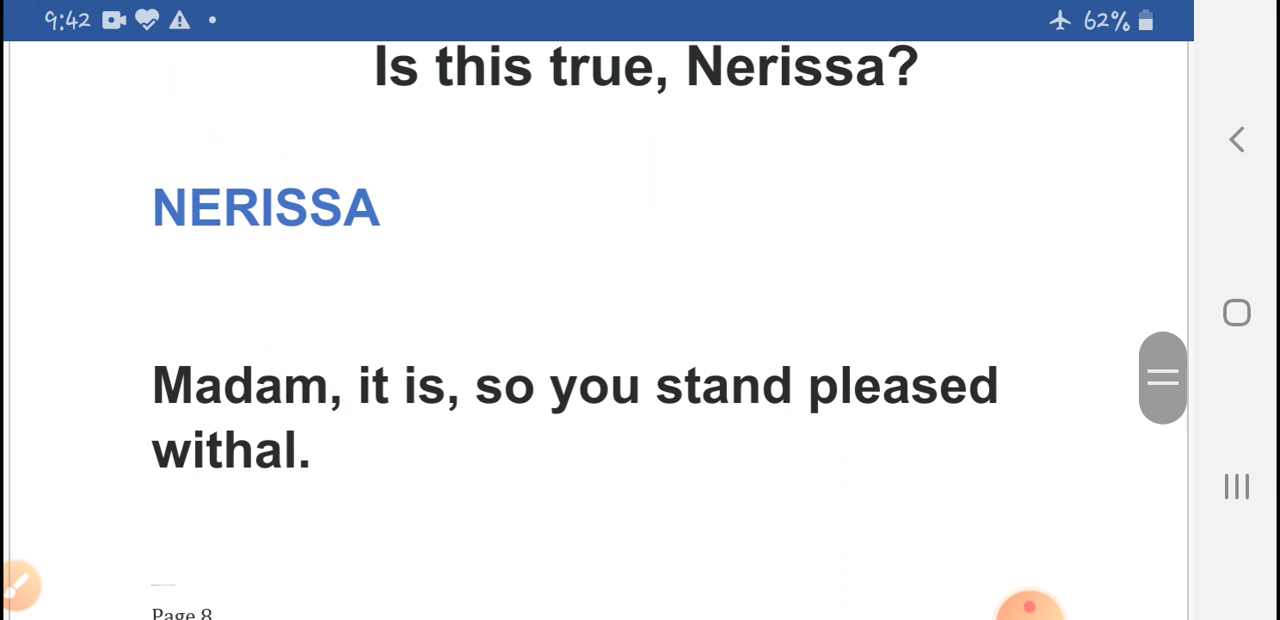 9:42 62%
Is this true, Nerissa?
NERISSA
Madam, it is, so you stand pleased
withal.
Page 8